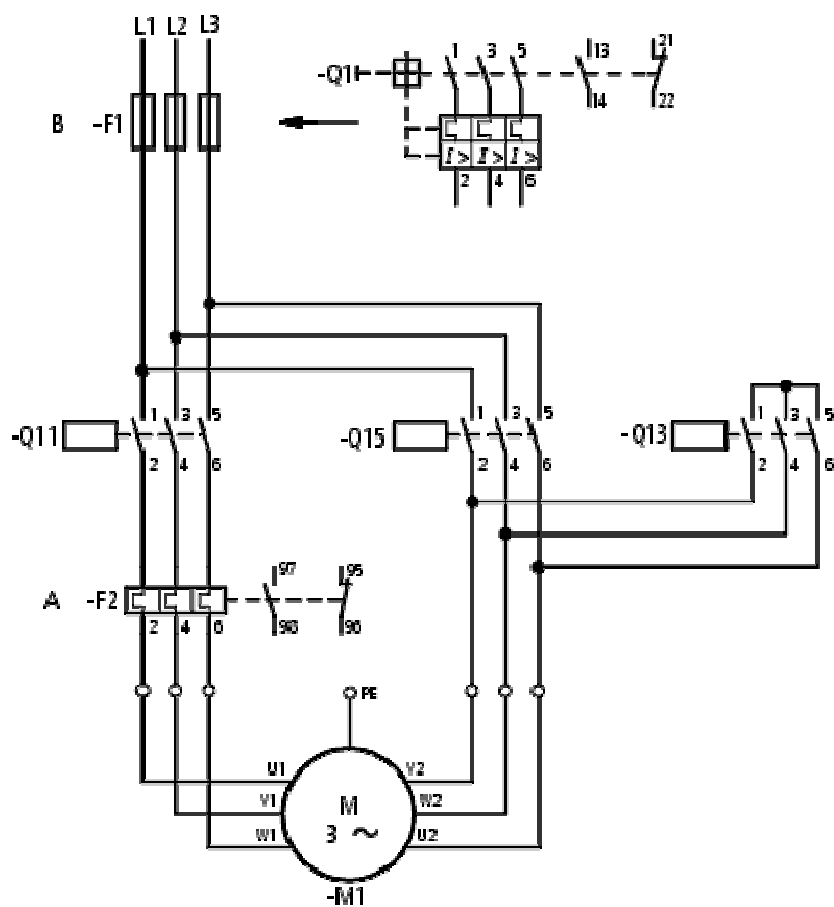 L1 L2 L3
-Q1 1 3 5 13 21
14 22
B -F1
I> I> I>
2 4 6
-Q11 1 3 5 -Q15 1 3 5 -Q13 1 3 5
2 4 6 2 4 6 2 4 6
97 95
A -F2
2 4 6 98 96
PE
U1 V2
V1 M W2
3 ~
W1 U2
-M1